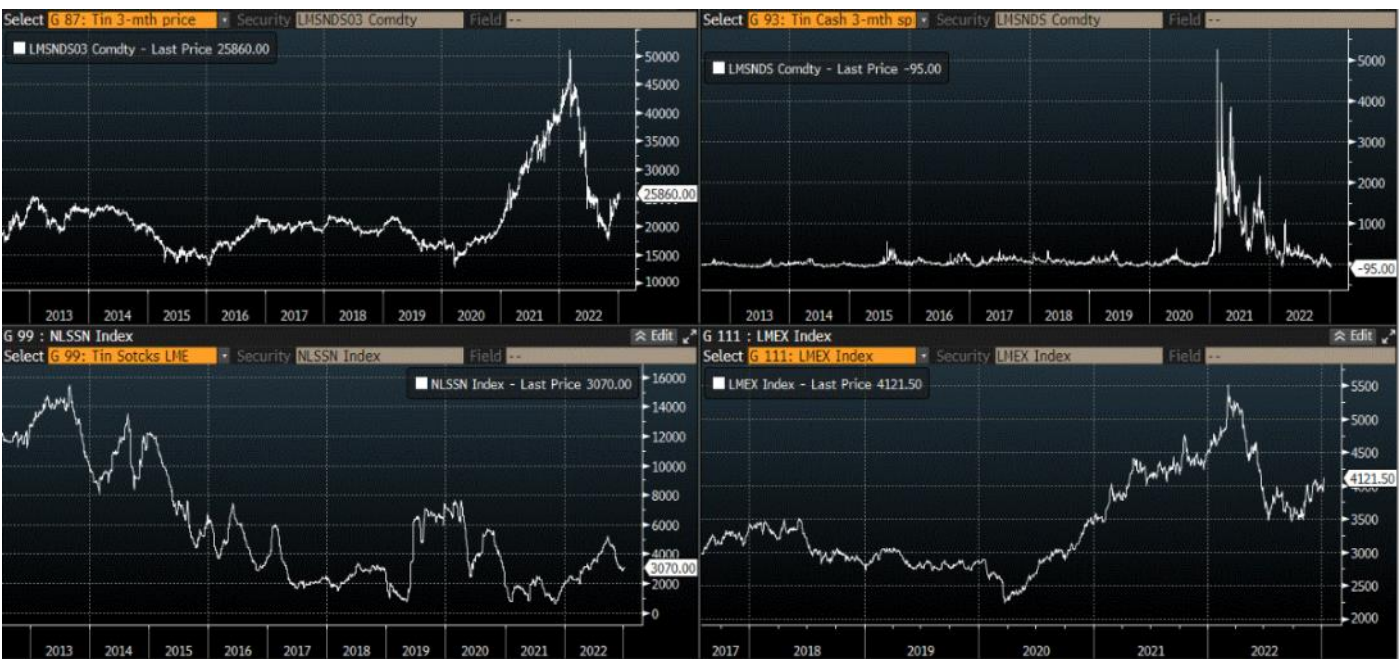 Select G 87: Tin 3-mth price Security LMSNDS03 Comdty Field --
LMSNDS03 Comdty - Last Price 25860.00
50000
45000
40000
35000
30000
25860.00
20000
15000
10000
2013 2014 2015 2016 2017 2018 2019 2020 2021 2022
Select G 93: Tin Cash 3-mth sp Security LMSNDS Comdty Field --
LMSNDS Comdty - Last Price -95.00
5000
4000
3000
2000
1000
-95.00
2013 2014 2015 2016 2017 2018 2019 2020 2021 2022
G 99 : NLSSN Index Edit
Select G 99: Tin Sotcks LME Security NLSSN Index Field --
NLSSN Index - Last Price 3070.00
16000
14000
12000
10000
8000
6000
4000
3070.00
2000
0
2013 2014 2015 2016 2017 2018 2019 2020 2021 2022
G 111 : LMEX Index Edit
Select G 111: LMEX Index Security LMEX Index Field --
LMEX Index - Last Price 4121.50
5500
5000
4500
4121.50
3500
3000
2500
2000
2017 2018 2019 2020 2021 2022